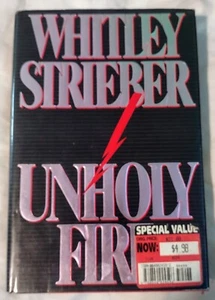 WHITLEY
STRIEBER
UNHOLY
FIR
SPECIAL VALUE
NOW:
$4.98